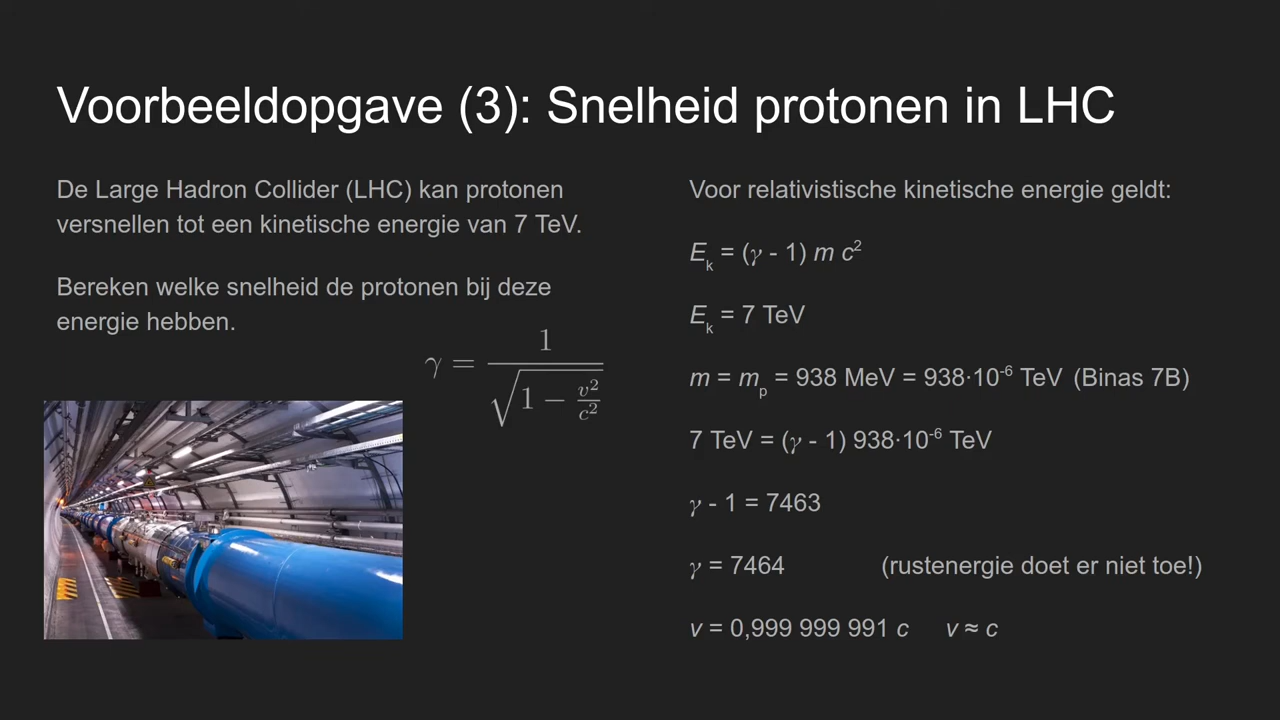 Voorbeeldopgave (3): Snelheid protonen in LHC
De Large Hadron Collider (LHC) kan protonen
versnellen tot een kinetische energie van 7 TeV.
Bereken welke snelheid de protonen bij deze
energie hebben.
γ = 1 / √(1 − v²/c²)
Voor relativistische kinetische energie geldt:
Eₖ = (γ - 1) m c²
Eₖ = 7 TeV
m = mₚ = 938 MeV = 938·10⁻⁶ TeV (Binas 7B)
7 TeV = (γ - 1) 938·10⁻⁶ TeV
γ - 1 = 7463
γ = 7464 (rustenergie doet er niet toe!)
v = 0,999 999 991 c v ≈ c